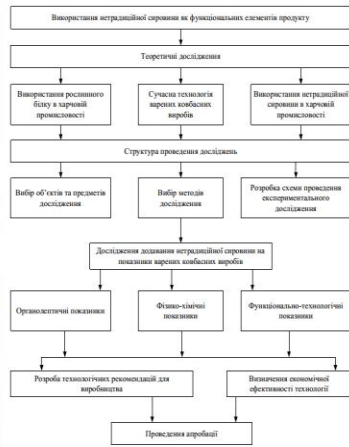 Використання нетрадиційної сировини як функціональних елементів продукту
Теоретичні дослідження
Використання рослинного
білку в харчовій
промисловості
Сучасна технологія
варених ковбасних
виробів
Використання нетрадиційної
сировини в харчовій
промисловості
Структура проведення досліджень
Вибір об’єктів та предметів
дослідження
Вибір методів
дослідження
Розробка схеми проведення
експериментального
дослідження
Дослідження додавання нетрадиційної сировини на
показники варених ковбасних виробів
Органолептичні показники
Фізико-хімічні
показники
Функціонально-технологічні
показники
Розроба технологічних рекомендацій для
виробництва
Визначення економічної
ефективності технології
Проведення апробації